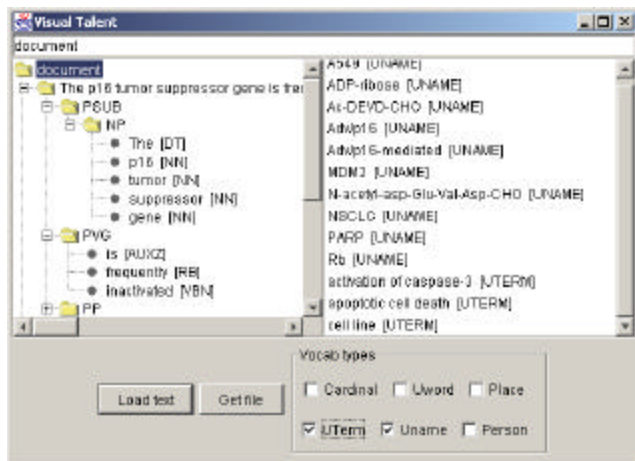 Visual Talent
document
document
The p16 tumor suppressor gene is fre
PSUB
NP
The [DT]
p16 [NN]
tumor [NN]
suppressor [NN]
gene [NN]
PVG
is [AUXZ]
frequently [RB]
inactivated [VBN]
PP
A549 [UNAME]
ADP-ribose [UNAME]
Ac-DEVD-CHO [UNAME]
Adv/p16 [UNAME]
Adv/p16-mediated [UNAME]
MDM2 [UNAME]
N-acetyl-asp-Glu-Val-Asp-CHO [UNAME]
NSCLC [UNAME]
PARP [UNAME]
Rb [UNAME]
activation of caspase-3 [UTERM]
apoptotic cell death [UTERM]
cell line [UTERM]
Vocab types
Load text Get file
Cardinal Uword Place
UTerm Uname Person